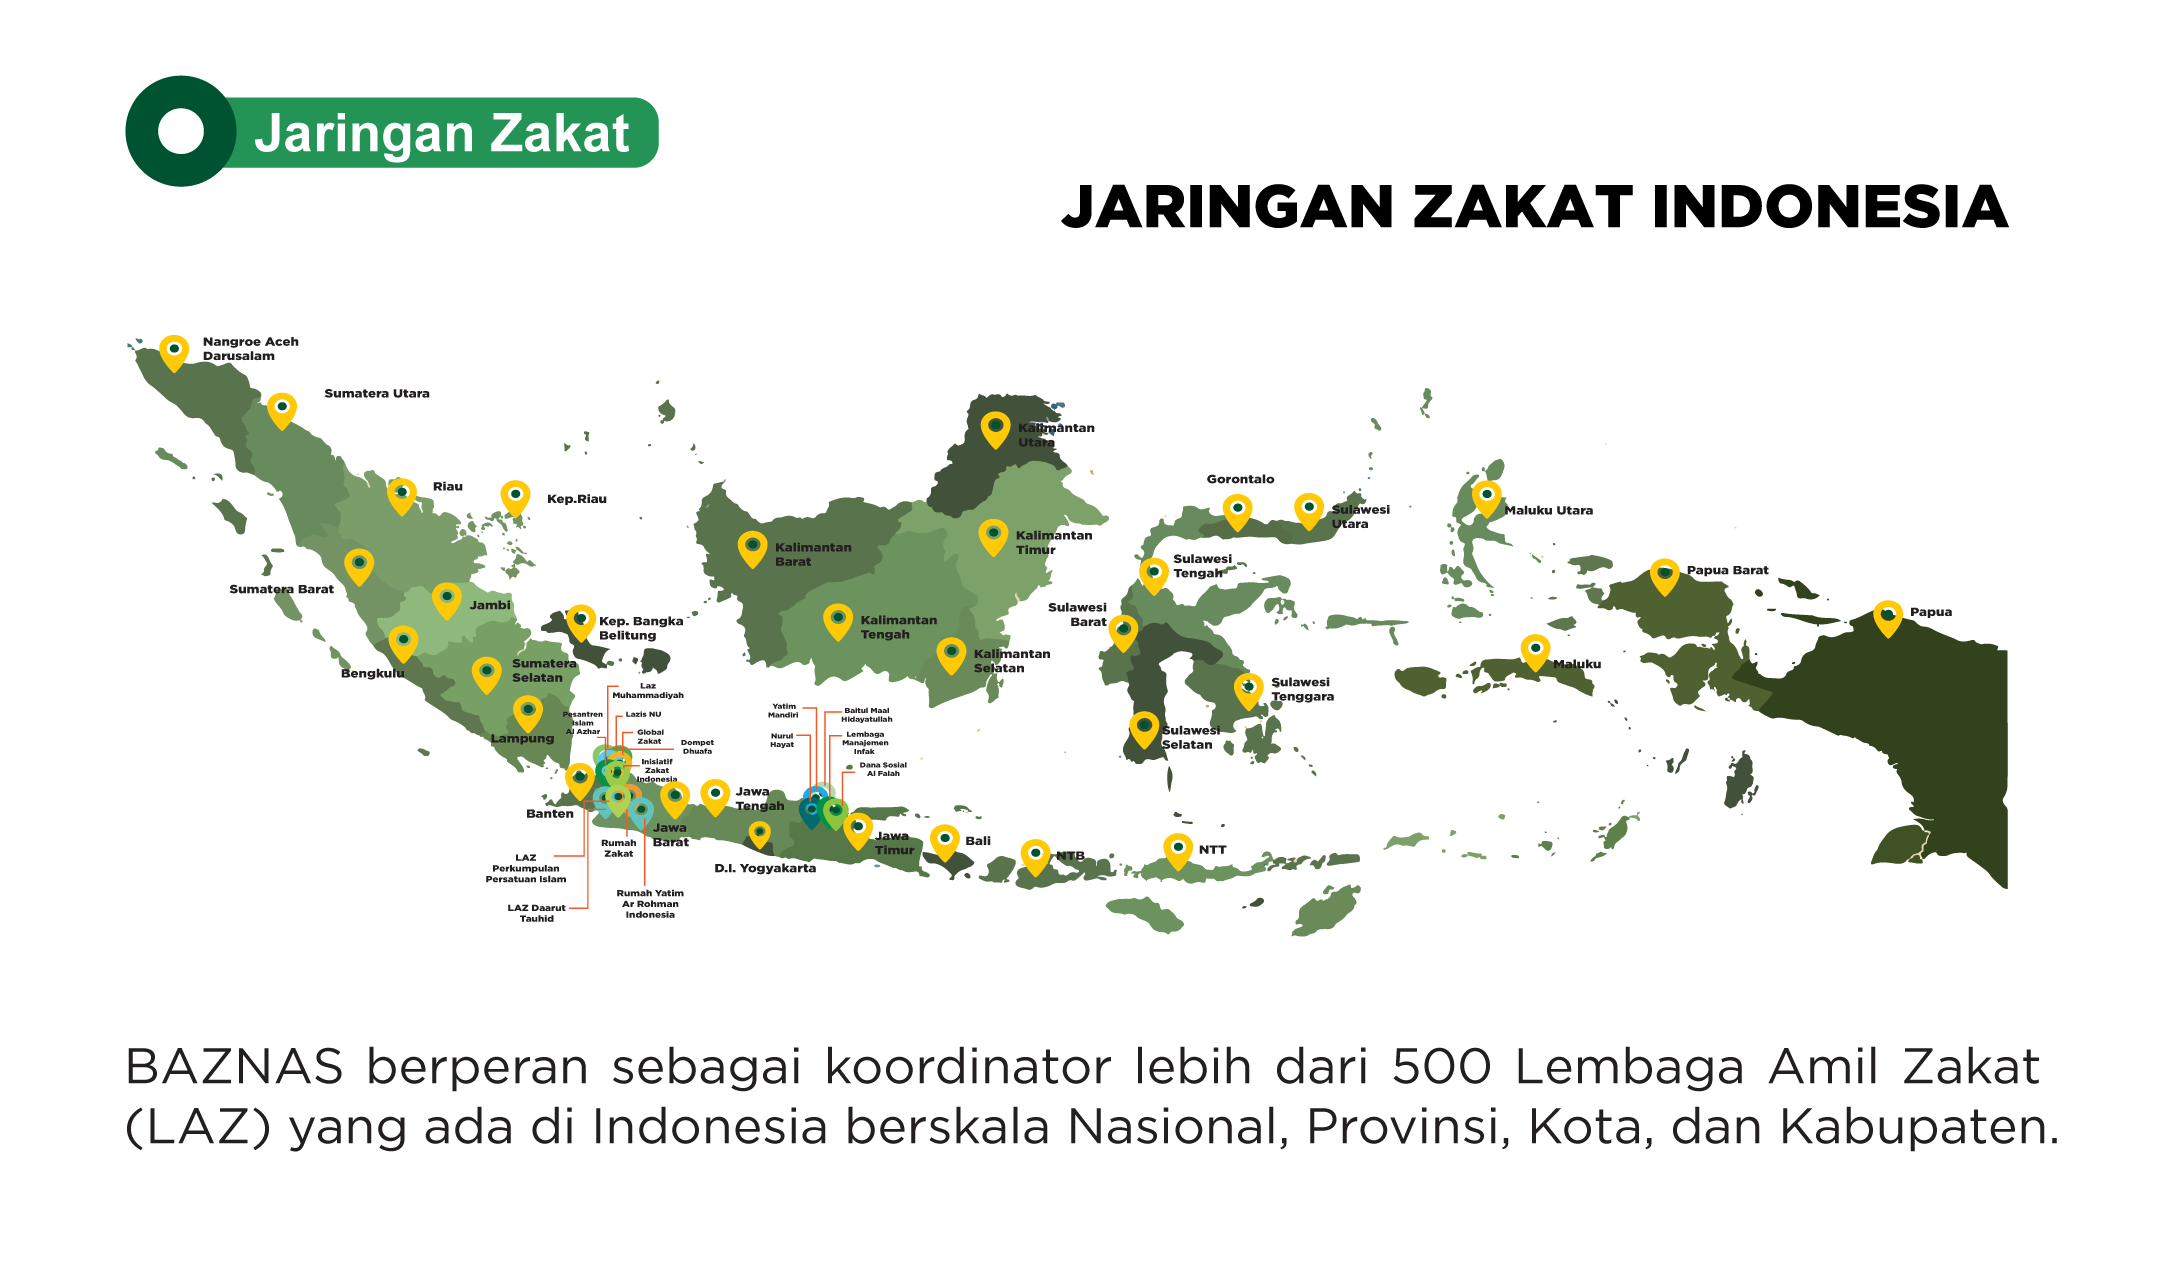 Jaringan Zakat
JARINGAN ZAKAT INDONESIA
Nangroe Aceh
Darusalam
Sumatera Utara
Riau
Kep.Riau
Sumatera Barat
Jambi
Bengkulu
Kep. Bangka
Belitung
Sumatera
Selatan
Lampung
Kalimantan
Utara
Kalimantan
Barat
Kalimantan
Timur
Kalimantan
Tengah
Kalimantan
Selatan
Gorontalo
Sulawesi
Utara
Sulawesi
Tengah
Sulawesi
Barat
Sulawesi
Tenggara
Sulawesi
Selatan
Maluku Utara
Maluku
Papua Barat
Papua
Laz
Muhammadiyah
Pesantren
Islam
Al Azhar
Lazis NU
Global
Zakat
Dompet
Dhuafa
Inisiatif
Zakat
Indonesia
Yatim
Mandiri
Baitul Maal
Hidayatullah
Nurul
Hayat
Lembaga
Manajemen
Infak
Dana Sosial
Al Falah
Banten
Jawa
Barat
Jawa
Tengah
D.I. Yogyakarta
Jawa
Timur
Bali
NTB
NTT
Rumah
Zakat
LAZ
Perkumpulan
Persatuan Islam
LAZ Daarut
Tauhid
Rumah Yatim
Ar Rohman
Indonesia
BAZNAS berperan sebagai koordinator lebih dari 500 Lembaga Amil Zakat
(LAZ) yang ada di Indonesia berskala Nasional, Provinsi, Kota, dan Kabupaten.